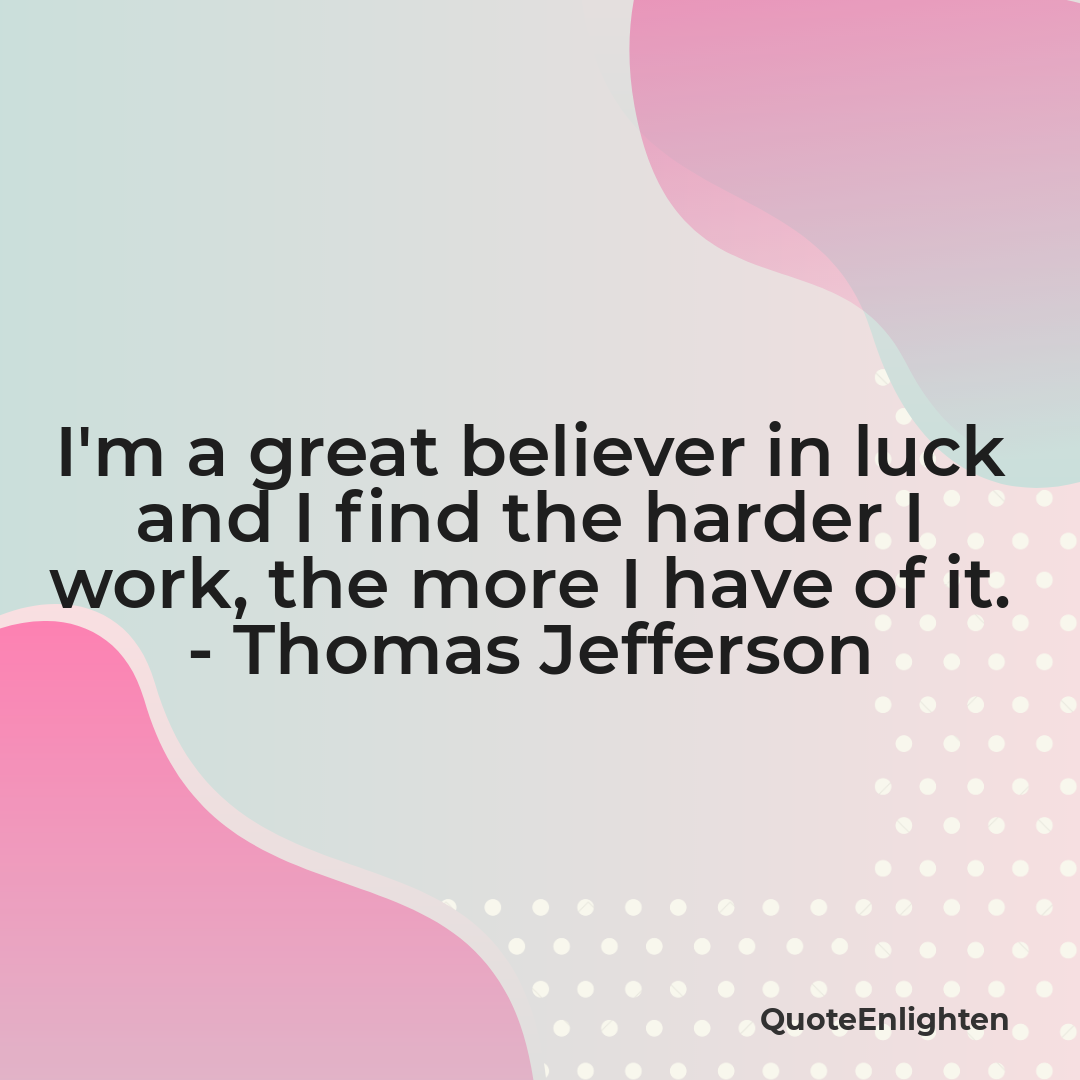 I'm a great believer in luck
and I find the harder I
work, the more I have of it.
- Thomas Jefferson
QuoteEnlighten